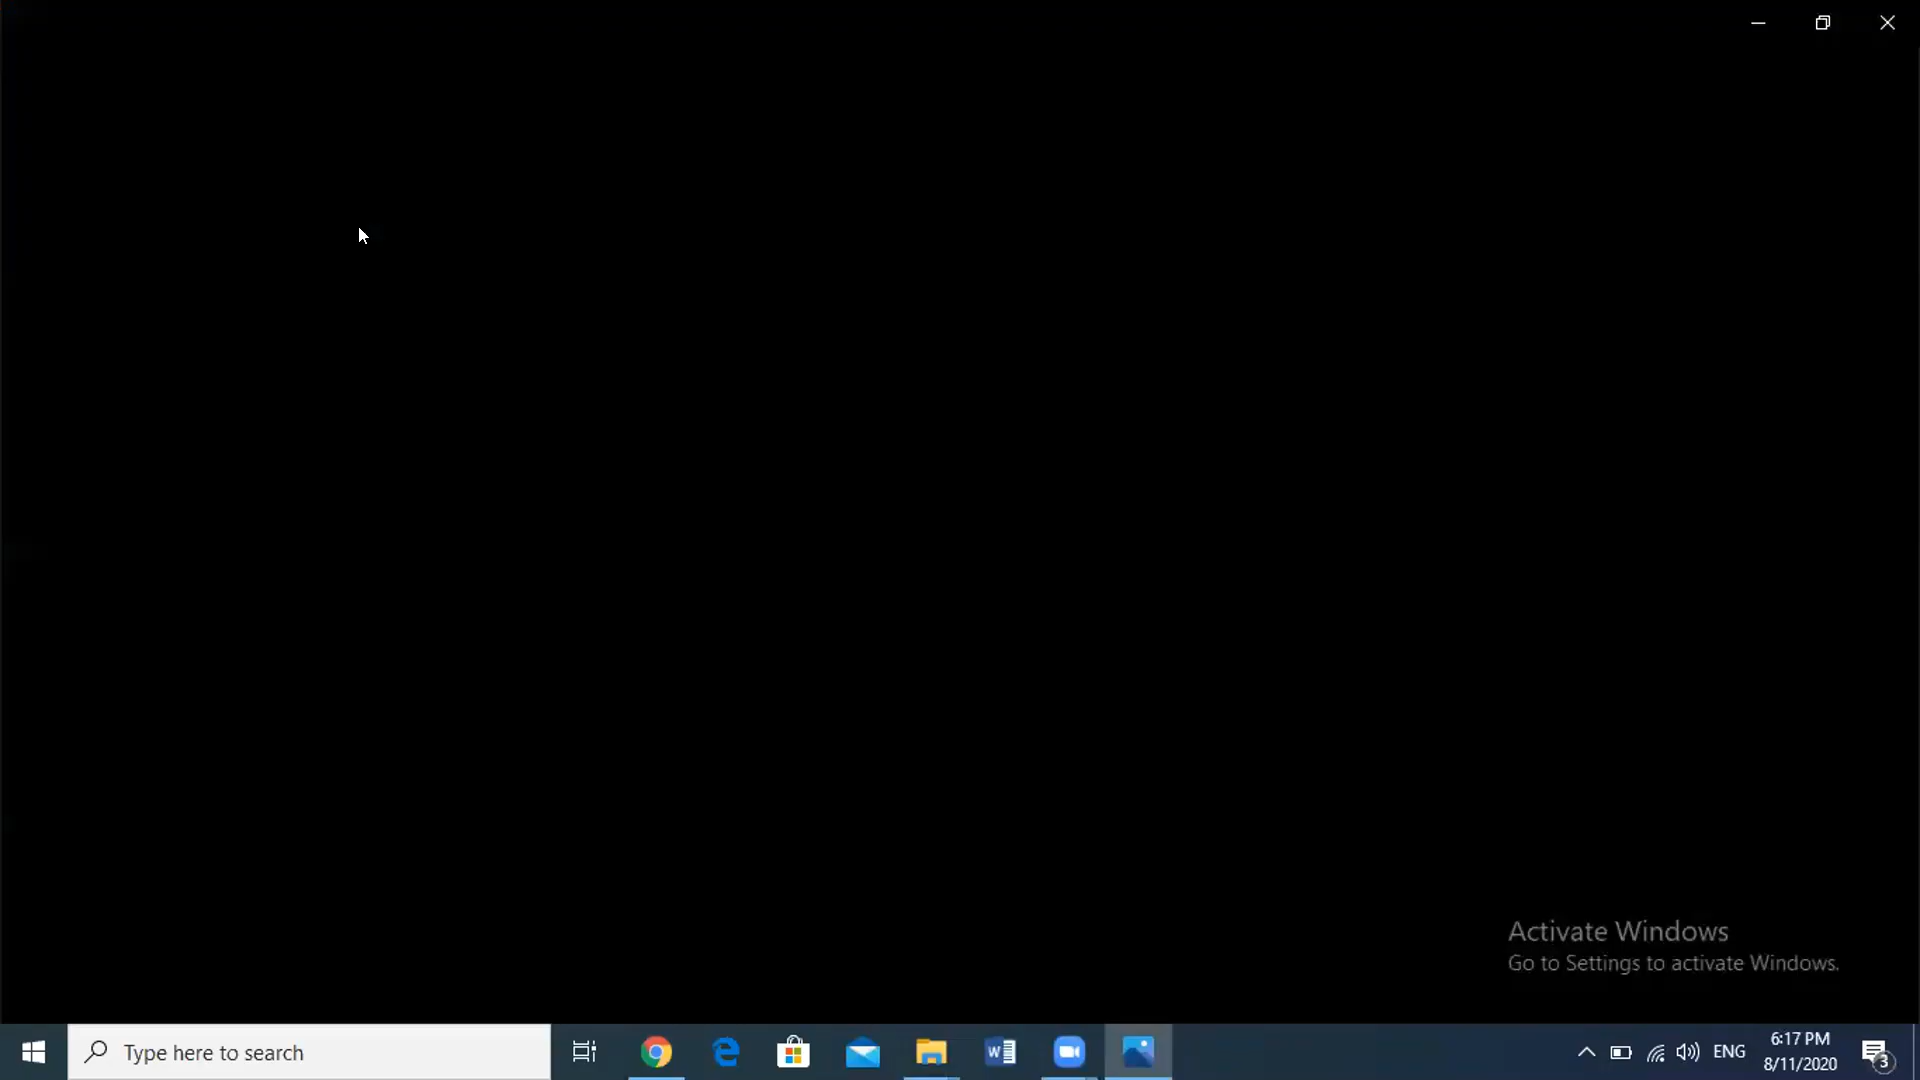 Activate Windows
Go to Settings to activate Windows.
Type here to search
ENG
6:17 PM
8/11/2020
3